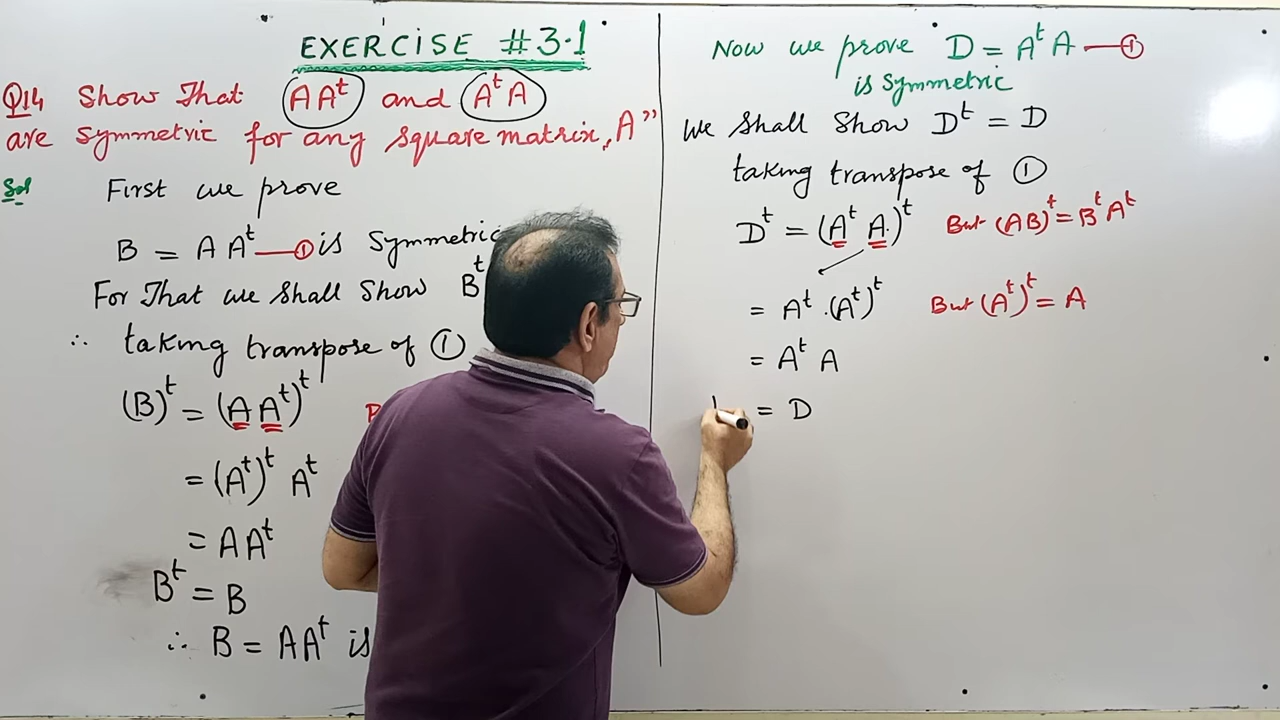 EXERCISE #3.1
Q14 Show That AAᵗ and AᵗA
are symmetric for any square matrix "A"
Sol First we prove
B = A Aᵗ —① is Symmetric
For That we Shall Show Bᵗ
∴ taking transpose of ①
(B)ᵗ = (A Aᵗ)ᵗ
= (Aᵗ)ᵗ Aᵗ
= A Aᵗ
Bᵗ = B
∴ B = AAᵗ is
Now we prove D = Aᵗ A —①
is Symmetric
We Shall Show Dᵗ = D
taking transpose of ①
Dᵗ = (Aᵗ A)ᵗ But (AB)ᵗ = BᵗAᵗ
= Aᵗ . (Aᵗ)ᵗ But (Aᵗ)ᵗ = A
= Aᵗ A
= D